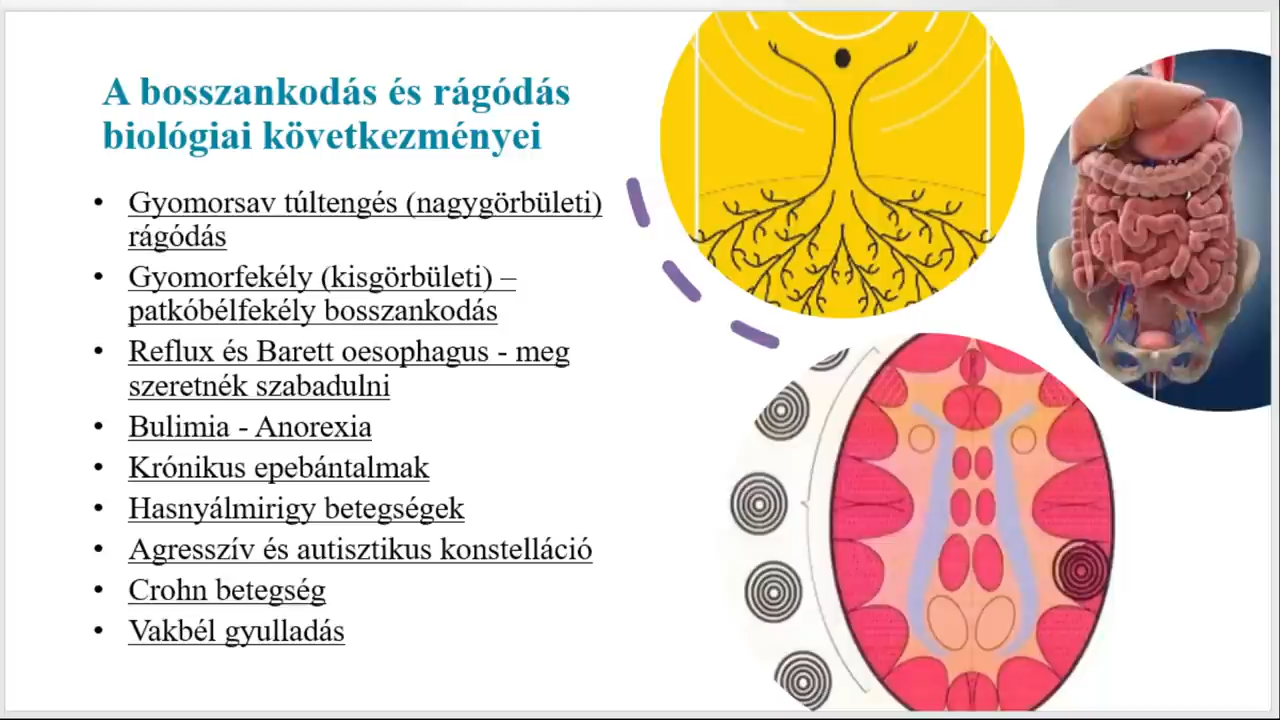 A bosszankodás és rágódás
biológiai következményei
• Gyomorsav túltengés (nagygörbületi)
rágódás
• Gyomorfekély (kisgörbületi) –
patkóbélfekély bosszankodás
• Reflux és Barett oesophagus - meg
szeretnék szabadulni
• Bulimia - Anorexia
• Krónikus epebántalmak
• Hasnyálmirigy betegségek
• Agresszív és autisztikus konstelláció
• Crohn betegség
• Vakbél gyulladás